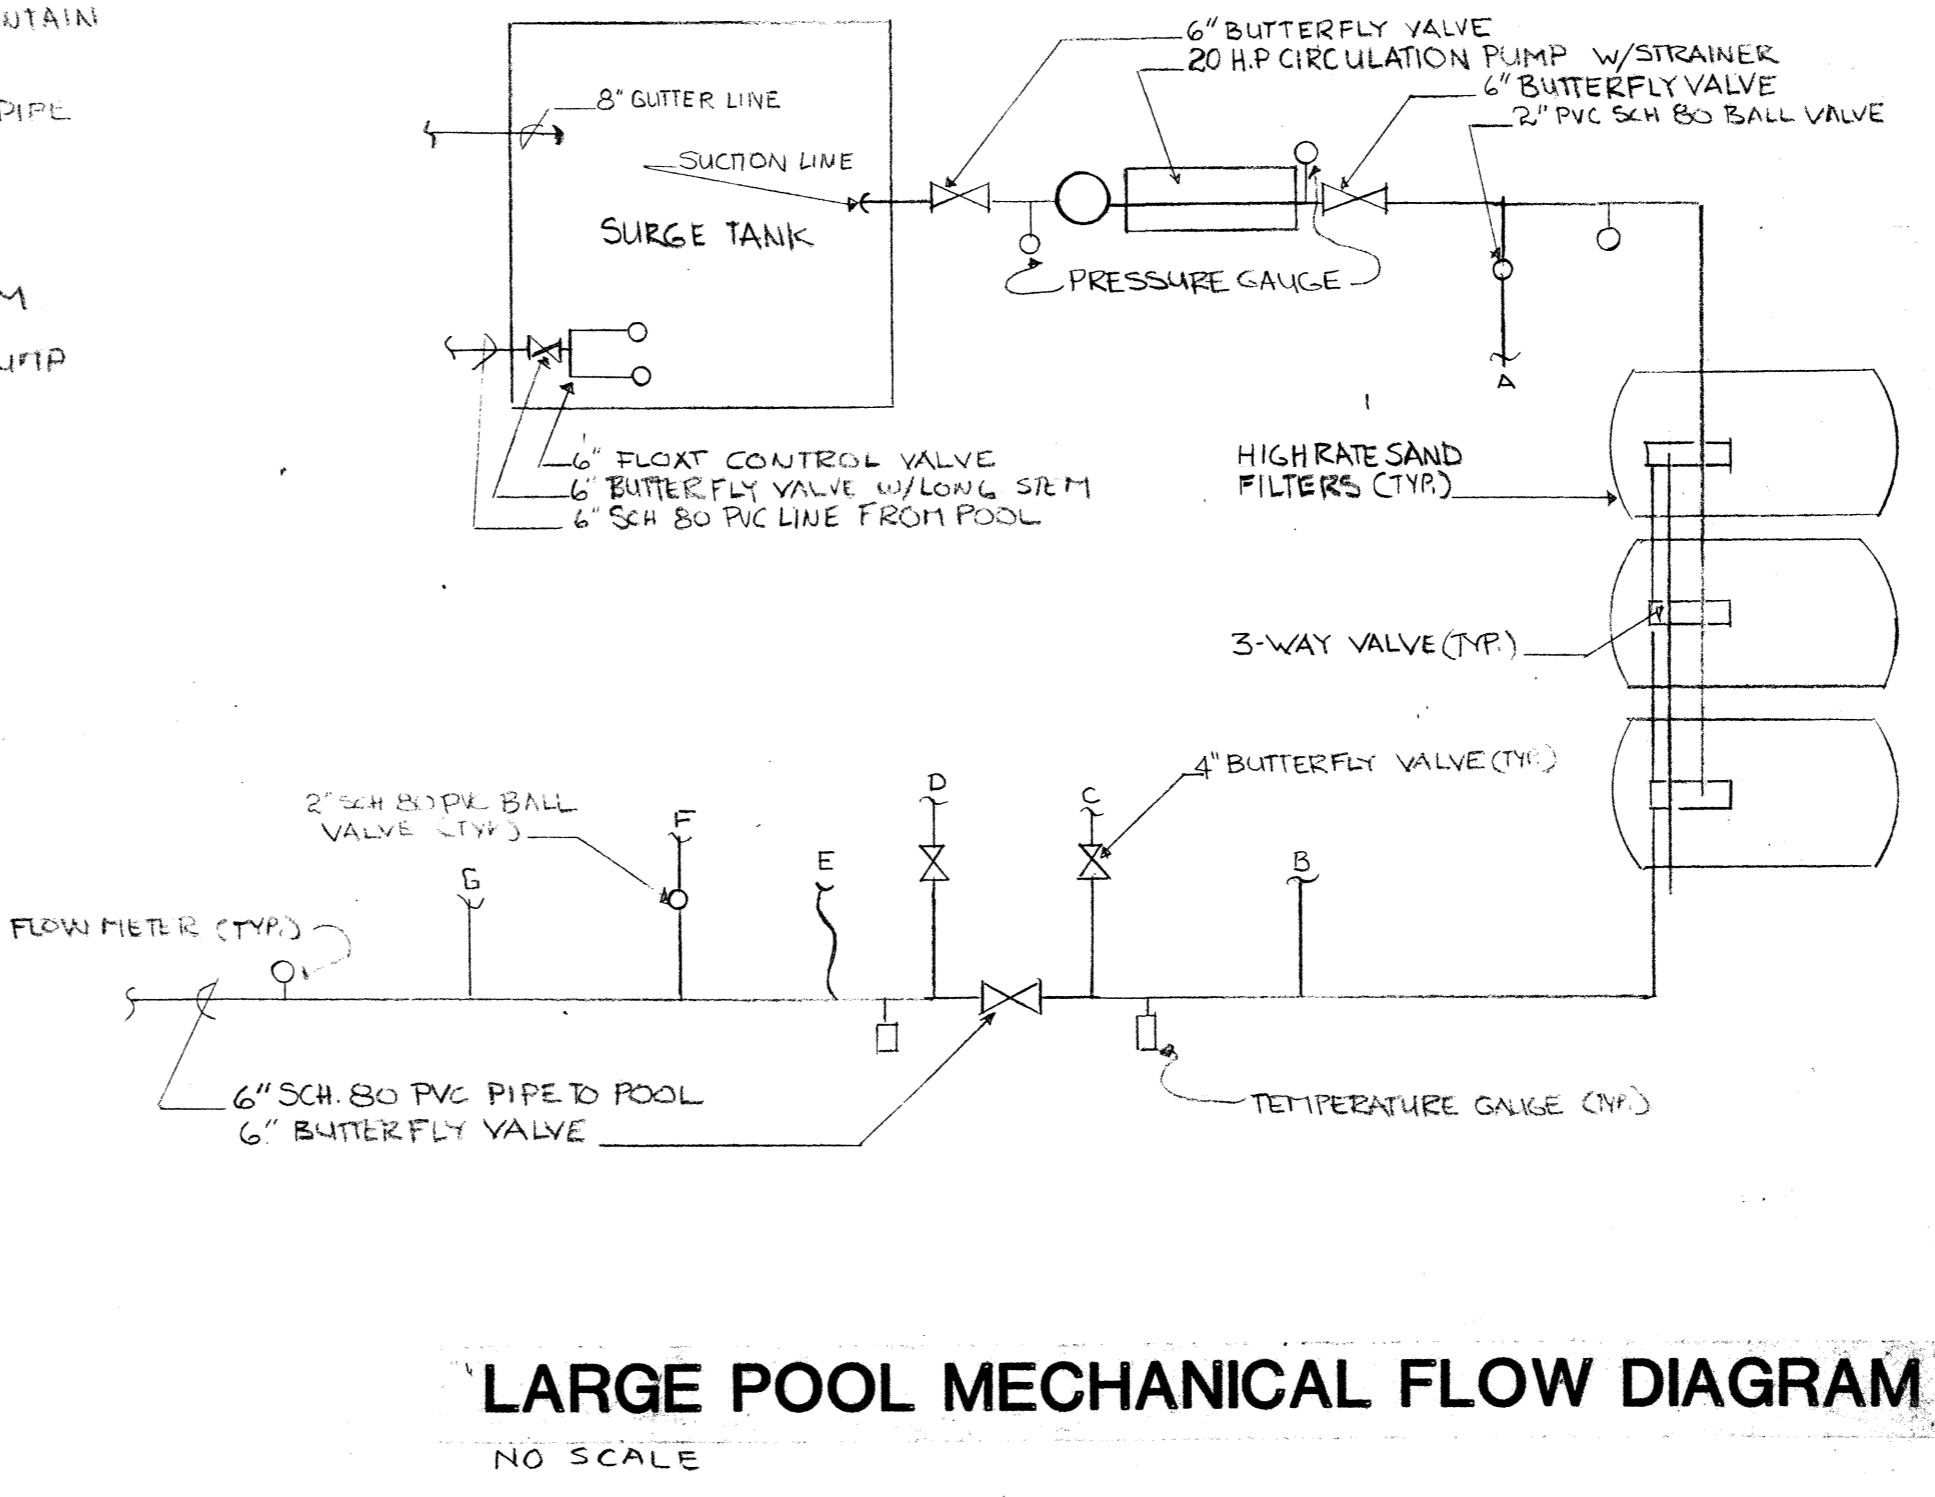 NTAIN
PIPE
M
UMP
6" BUTTERFLY VALVE
20 H.P CIRCULATION PUMP W/STRAINER
6" BUTTERFLY VALVE
2" PVC SCH 80 BALL VALVE
8" GUTTER LINE
SUCTION LINE
SURGE TANK
PRESSURE GAUGE
A
6" FLOAT CONTROL VALVE
6" BUTTERFLY VALVE W/LONG STEM
6" SCH 80 PVC LINE FROM POOL
HIGH RATE SAND
FILTERS (TYP.)
3-WAY VALVE (TYP.)
4" BUTTERFLY VALVE (TYP.)
2" SCH 80 PVC BALL
VALVE (TYP.)
D
C
F
E
B
G
FLOW METER (TYP.)
6" SCH. 80 PVC PIPE TO POOL
6" BUTTERFLY VALVE
TEMPERATURE GAUGE (TYP.)
LARGE POOL MECHANICAL FLOW DIAGRAM
NO SCALE